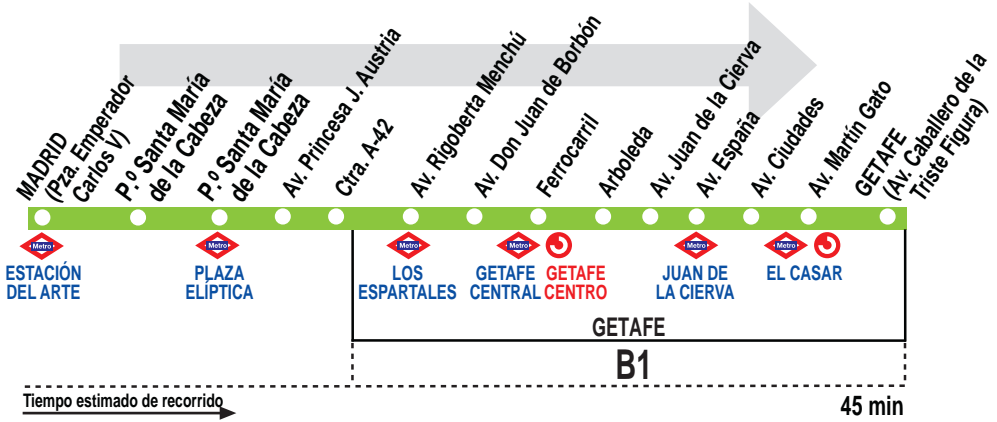 MADRID
(Pza. Emperador
Carlos V)
P.º Santa María
de la Cabeza
P.º Santa María
de la Cabeza
Av. Princesa J. Austria
Ctra. A-42
Av. Rigoberta Menchú
Av. Don Juan de Borbón
Ferrocarril
Arboleda
Av. Juan de la Cierva
Av. España
Av. Ciudades
Av. Martín Gato
GETAFE
(Av. Caballero de la
Triste Figura)
Metro
ESTACIÓN
DEL ARTE
Metro
PLAZA
ELÍPTICA
Metro
LOS
ESPARTALES
Metro
GETAFE
CENTRAL
GETAFE
CENTRO
Metro
JUAN DE
LA CIERVA
Metro
EL CASAR
GETAFE
B1
Tiempo estimado de recorrido
45 min